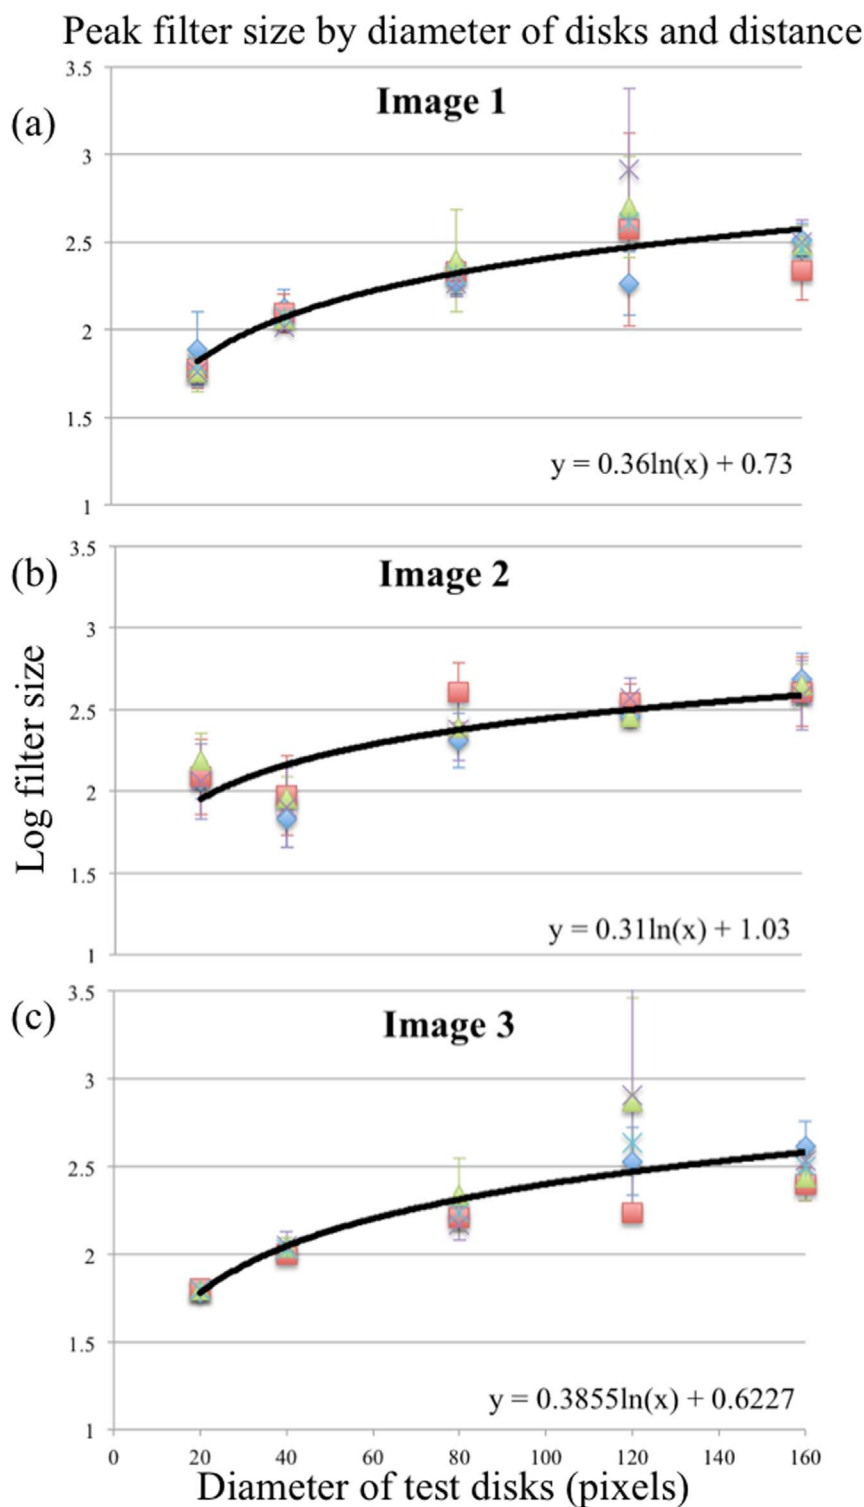 Peak filter size by diameter of disks and distance
(a)
Image 1
3.5
3
2.5
2
1.5
1
y = 0.36ln(x) + 0.73
(b)
Image 2
3.5
3
2.5
2
1.5
1
y = 0.31ln(x) + 1.03
Log filter size
(c)
Image 3
3.5
3
2.5
2
1.5
1
y = 0.3855ln(x) + 0.6227
0 20 40 60 80 100 120 140 160
Diameter of test disks (pixels)